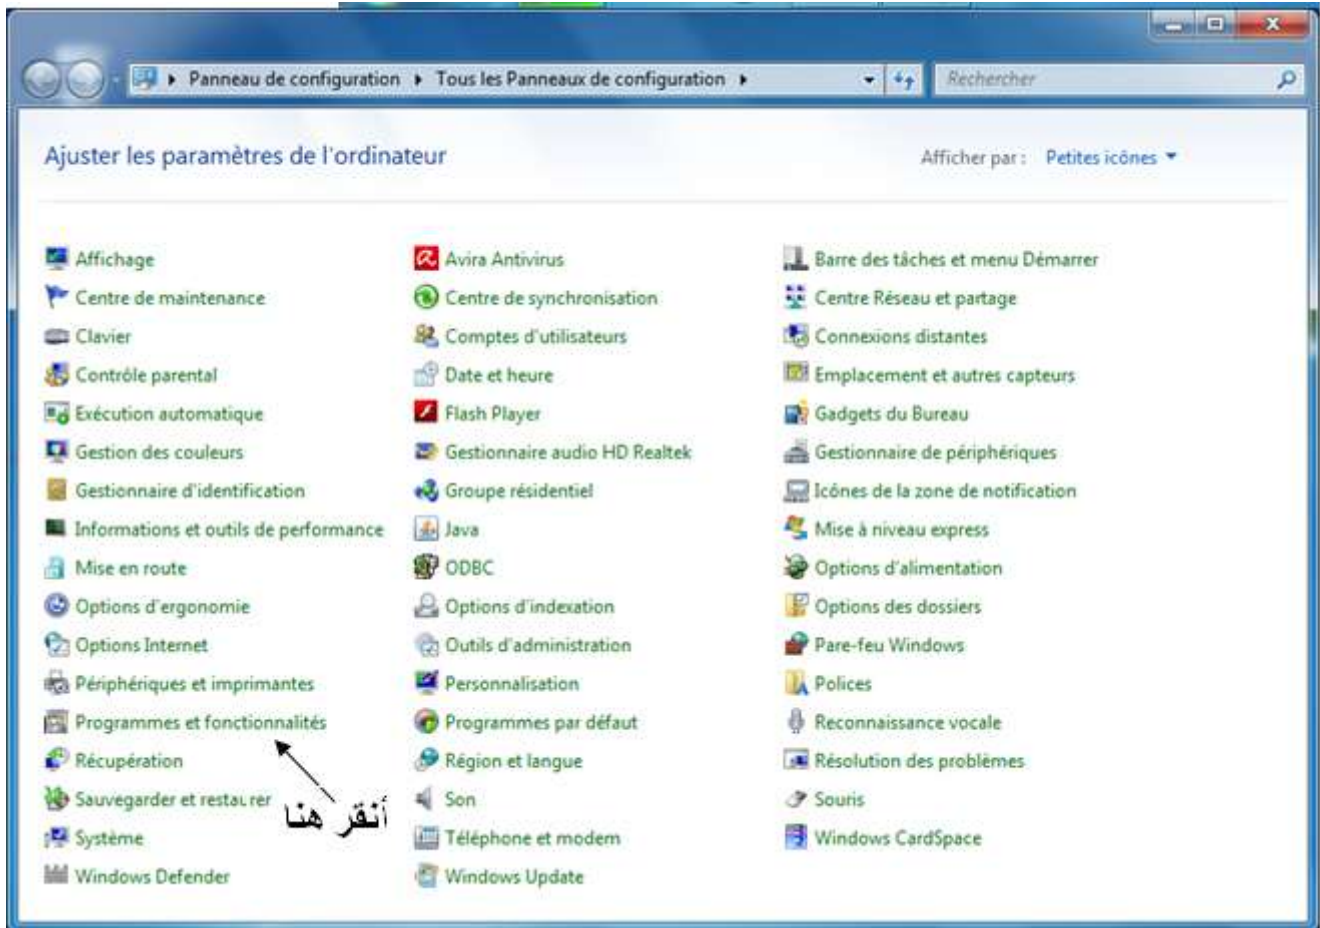 Panneau de configuration Tous les Panneaux de configuration
Rechercher
Ajuster les paramètres de l'ordinateur
Afficher par : Petites icônes
Affichage
Avira Antivirus
Barre des tâches et menu Démarrer
Centre de maintenance
Centre de synchronisation
Centre Réseau et partage
Clavier
Comptes d'utilisateurs
Connexions distantes
Contrôle parental
Date et heure
Emplacement et autres capteurs
Exécution automatique
Flash Player
Gadgets du Bureau
Gestion des couleurs
Gestionnaire audio HD Realtek
Gestionnaire de périphériques
Gestionnaire d'identification
Groupe résidentiel
Icônes de la zone de notification
Informations et outils de performance
Java
Mise à niveau express
Mise en route
ODBC
Options d'alimentation
Options d'ergonomie
Options d'indexation
Options des dossiers
Options Internet
Outils d'administration
Pare-feu Windows
Périphériques et imprimantes
Personnalisation
Polices
Programmes et fonctionnalités
Programmes par défaut
Reconnaissance vocale
Récupération
Région et langue
Résolution des problèmes
Sauvegarder et restaurer
Son
Souris
أنقر هنا
Système
Téléphone et modem
Windows CardSpace
Windows Defender
Windows Update